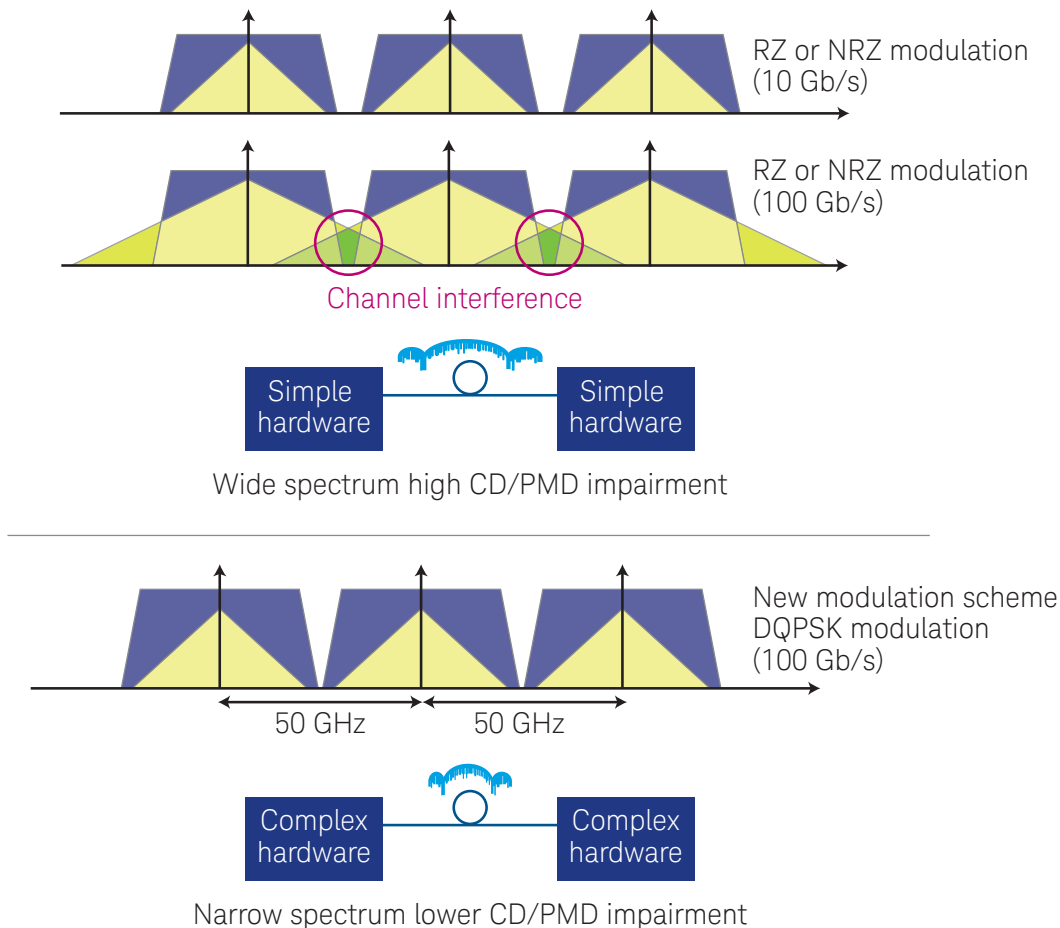 RZ or NRZ modulation
(10 Gb/s)
RZ or NRZ modulation
(100 Gb/s)
Channel interference
Simple
hardware
Simple
hardware
Wide spectrum high CD/PMD impairment
New modulation scheme
DQPSK modulation
(100 Gb/s)
50 GHz
50 GHz
Complex
hardware
Complex
hardware
Narrow spectrum lower CD/PMD impairment